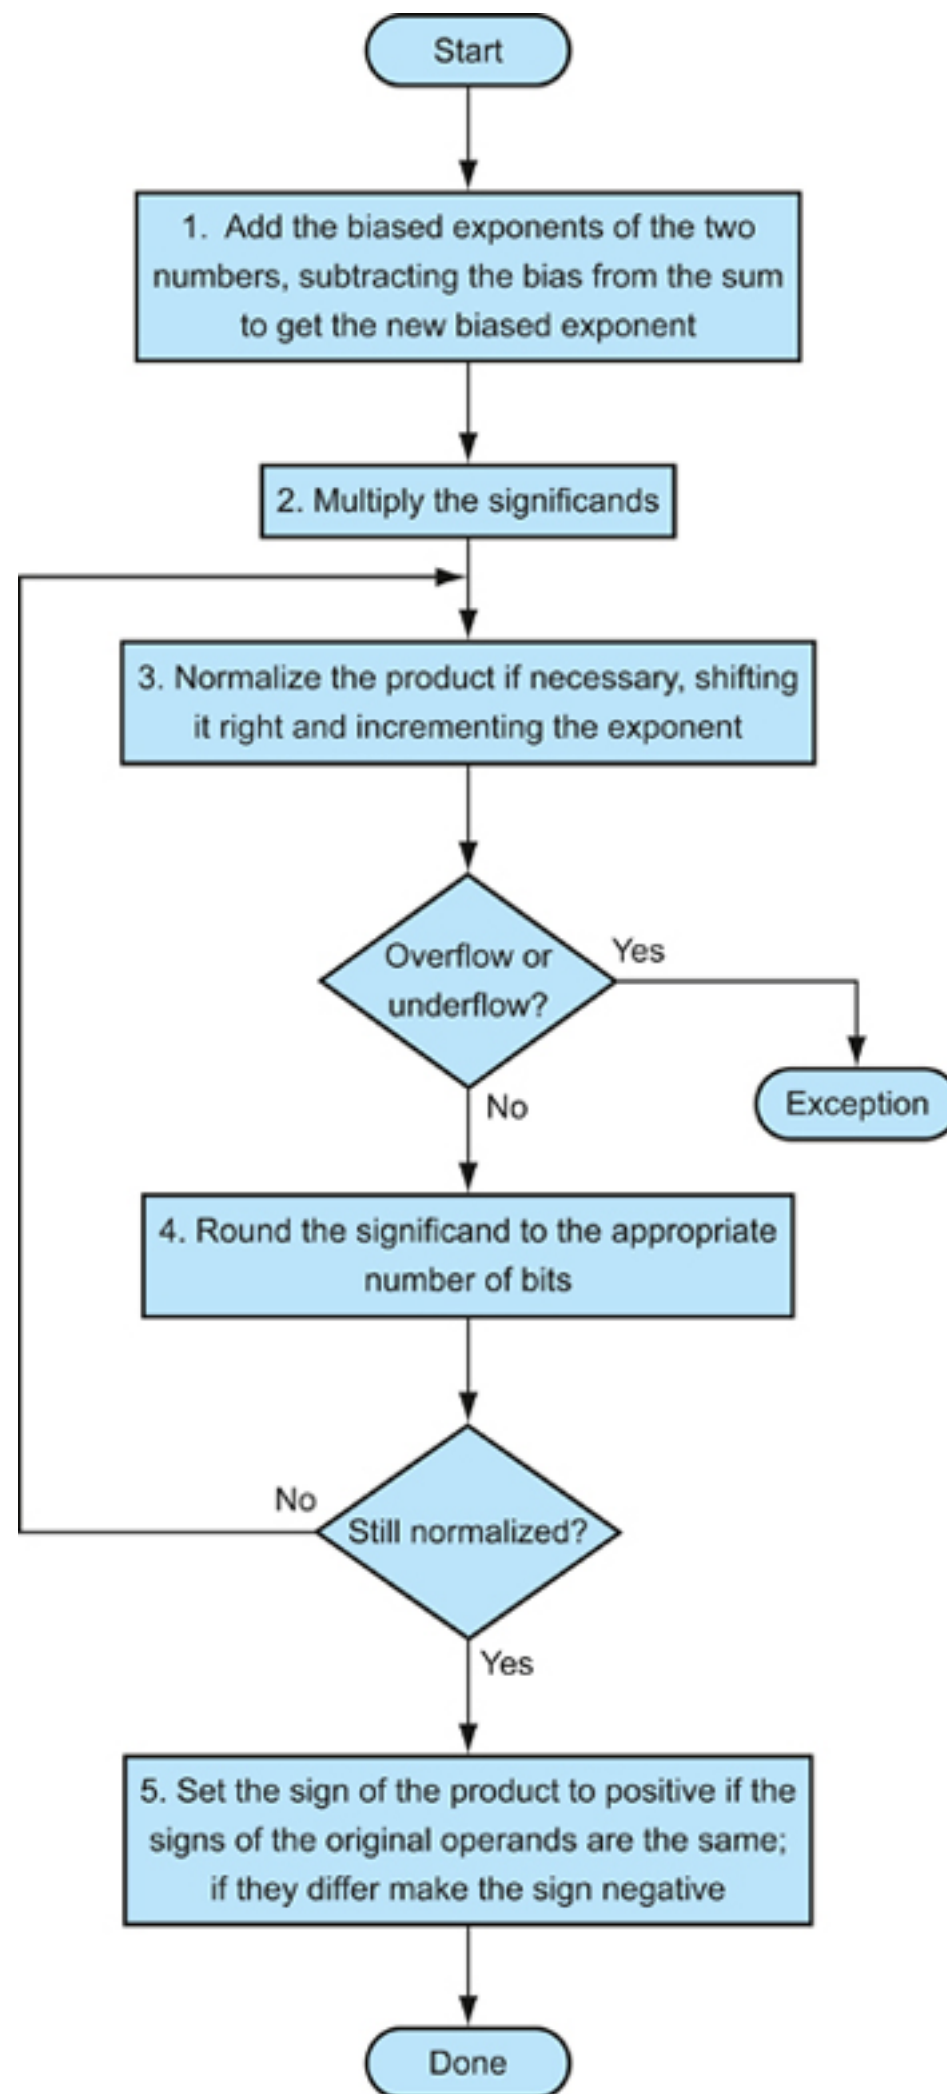 Start
1. Add the biased exponents of the two
numbers, subtracting the bias from the sum
to get the new biased exponent
2. Multiply the significands
3. Normalize the product if necessary, shifting
it right and incrementing the exponent
Overflow or
underflow?
Yes
No
Exception
4. Round the significand to the appropriate
number of bits
Still normalized?
No
Yes
5. Set the sign of the product to positive if the
signs of the original operands are the same;
if they differ make the sign negative
Done